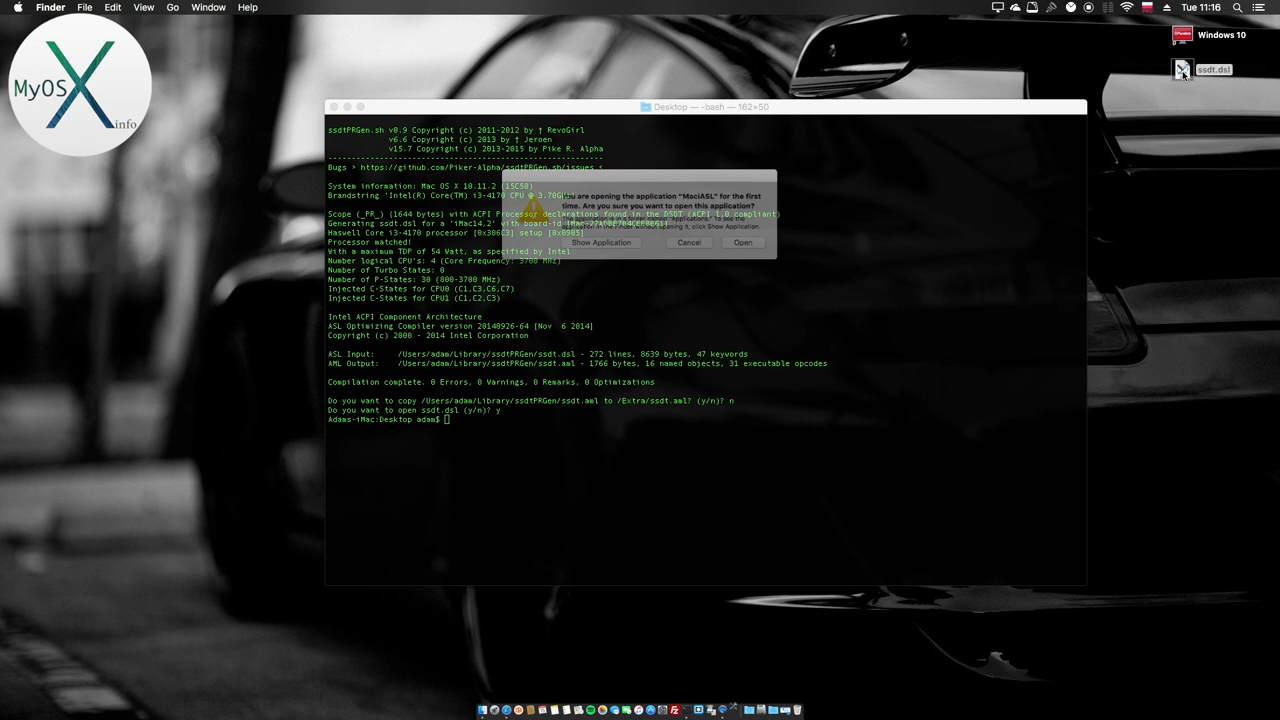 Finder File Edit View Go Window Help
Tue 11:16
MyOSX.info
Windows 10
ssdt.dsl
Desktop — -bash — 162×50
ssdtPRGen.sh v0.9 Copyright (c) 2011-2012 by † RevoGirl
v6.6 Copyright (c) 2013 by † Jeroen
v15.7 Copyright (c) 2013-2015 by Pike R. Alpha
-----------------------------------------------------------
Bugs > https://github.com/Piker-Alpha/ssdtPRGen.sh/issues <
System information: Mac OS X 10.11.2 (15C50)
Brandstring 'Intel(R) Core(TM) i3-4170 CPU @ 3.70GHz'
Scope (_PR_) (1644 bytes) with ACPI Processor declarations found in the DSDT (ACPI 1.0 compliant)
Generating ssdt.dsl for a 'iMac14,2' with board-id
Haswell Core i3-4170 processor [0x306C3] setup [0x0905]
Processor matched!
With a maximum TDP of 54 Watt, as specified by Intel
Number logical CPU's: 4 (Core Frequency: 3700 MHz)
Number of Turbo States: 0
Number of P-States: 30 (800-3700 MHz)
Injected C-States for CPU0 (C1,C3,C6,C7)
Injected C-States for CPU1 (C1,C2,C3)
Intel ACPI Component Architecture
ASL Optimizing Compiler version 20140926-64 [Nov  6 2014]
Copyright (c) 2000 - 2014 Intel Corporation
ASL Input:     /Users/adam/Library/ssdtPRGen/ssdt.dsl - 272 lines, 8639 bytes, 47 keywords
AML Output:    /Users/adam/Library/ssdtPRGen/ssdt.aml - 1766 bytes, 16 named objects, 31 executable opcodes
Compilation complete. 0 Errors, 0 Warnings, 0 Remarks, 0 Optimizations
Do you want to copy /Users/adam/Library/ssdtPRGen/ssdt.aml to /Extra/ssdt.aml? (y/n)? n
Do you want to open ssdt.dsl (y/n)? y
Adams-iMac:Desktop adam$
You are opening the application “MaciASL” for the first
time. Are you sure you want to open this application?
opening it, click Show Application.
Show Application Cancel Open